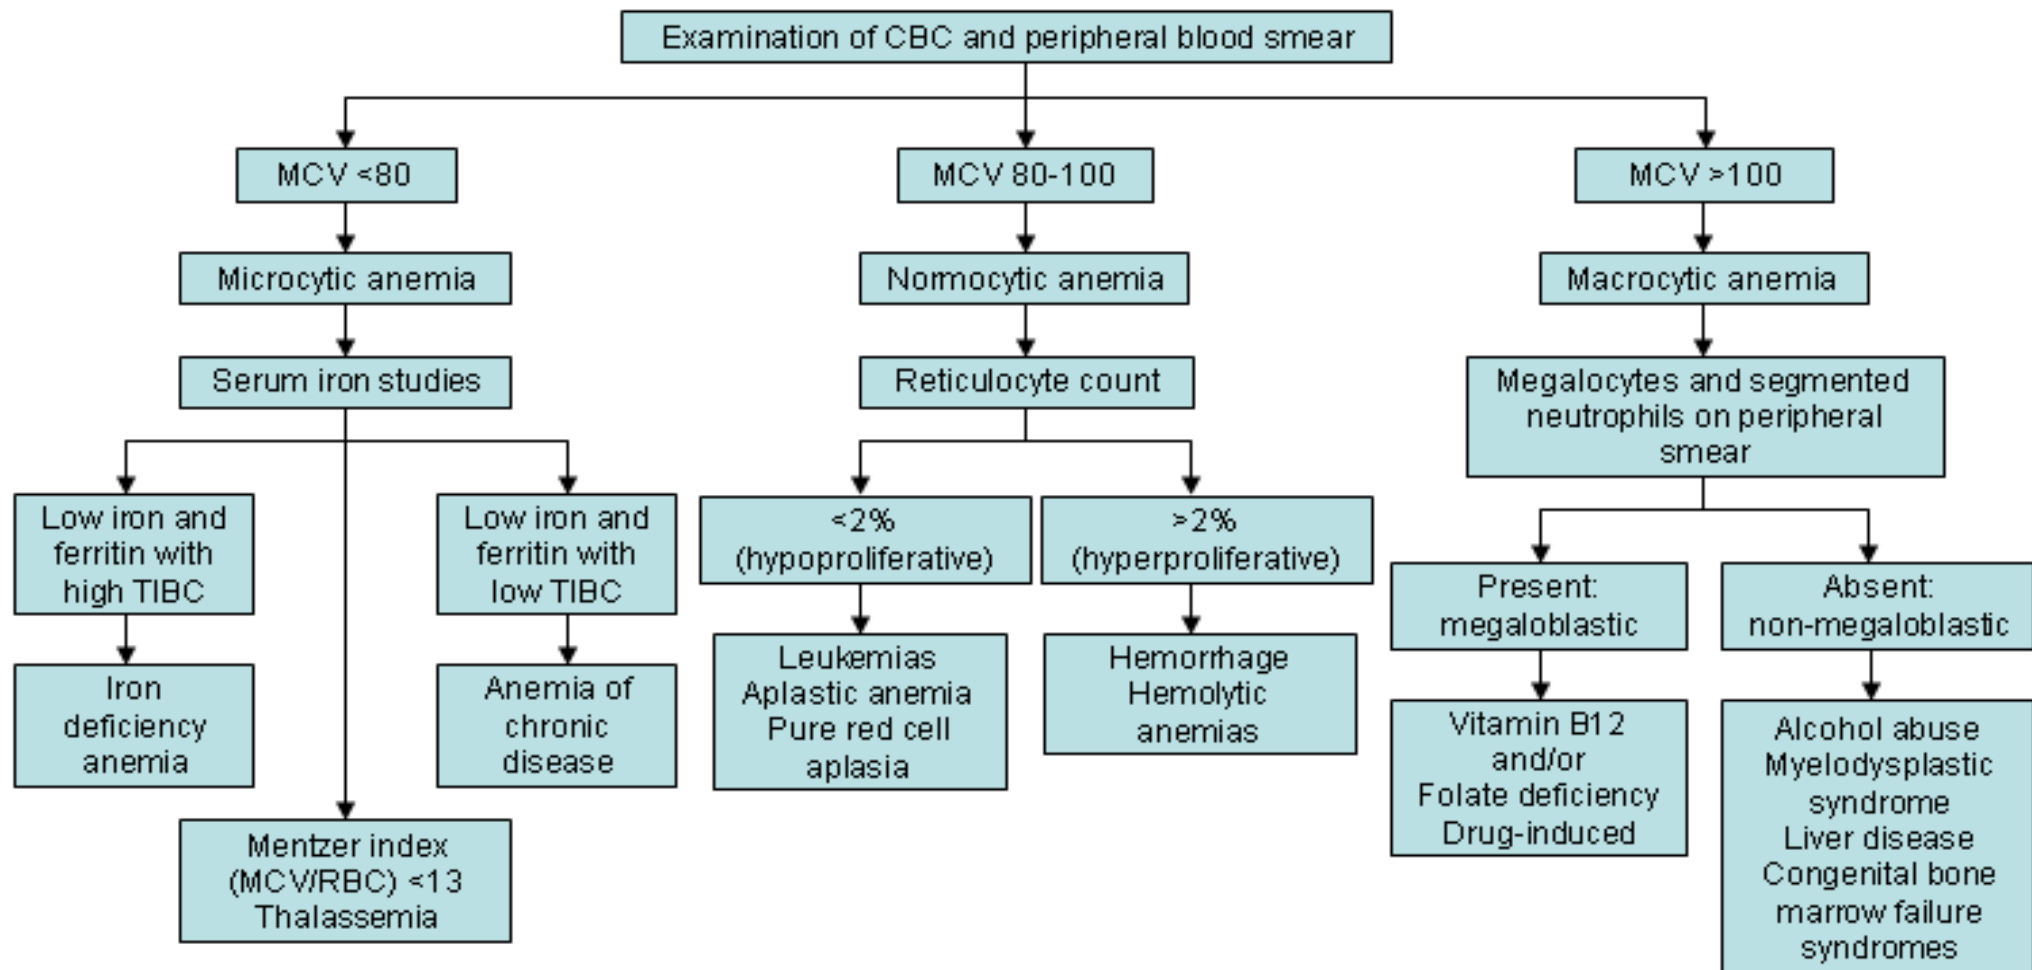 Examination of CBC and peripheral blood smear
MCV <80
MCV 80-100
MCV >100
Microcytic anemia
Normocytic anemia
Macrocytic anemia
Serum iron studies
Reticulocyte count
Megalocytes and segmented
neutrophils on peripheral
smear
Low iron and
ferritin with
high TIBC
Low iron and
ferritin with
low TIBC
<2%
(hypoproliferative)
>2%
(hyperproliferative)
Present:
megaloblastic
Absent:
non-megaloblastic
Iron
deficiency
anemia
Anemia of
chronic
disease
Leukemias
Aplastic anemia
Pure red cell
aplasia
Hemorrhage
Hemolytic
anemias
Vitamin B12
and/or
Folate deficiency
Drug-induced
Alcohol abuse
Myelodysplastic
syndrome
Liver disease
Congenital bone
marrow failure
syndromes
Mentzer index
(MCV/RBC) <13
Thalassemia